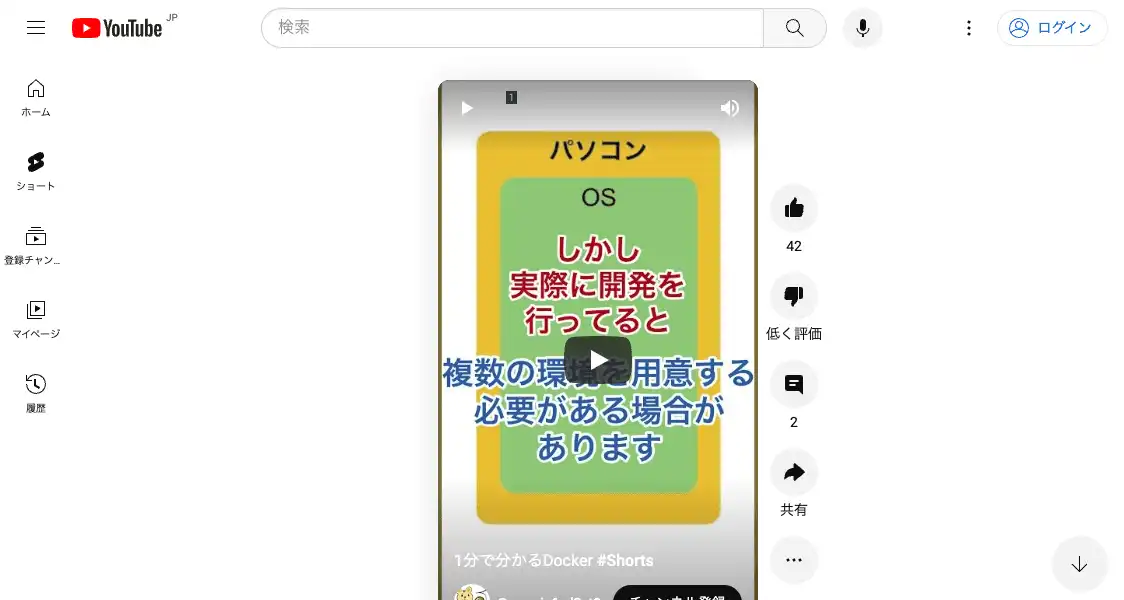 YouTube JP
検索
ログイン
ホーム
ショート
登録チャン...
マイページ
履歴
1
パソコン
OS
しかし
実際に開発を
行ってると
複数の環境を用意する
必要がある場合が
あります
42
低く評価
2
共有
1分で分かるDocker #Shorts
チャンネル登録